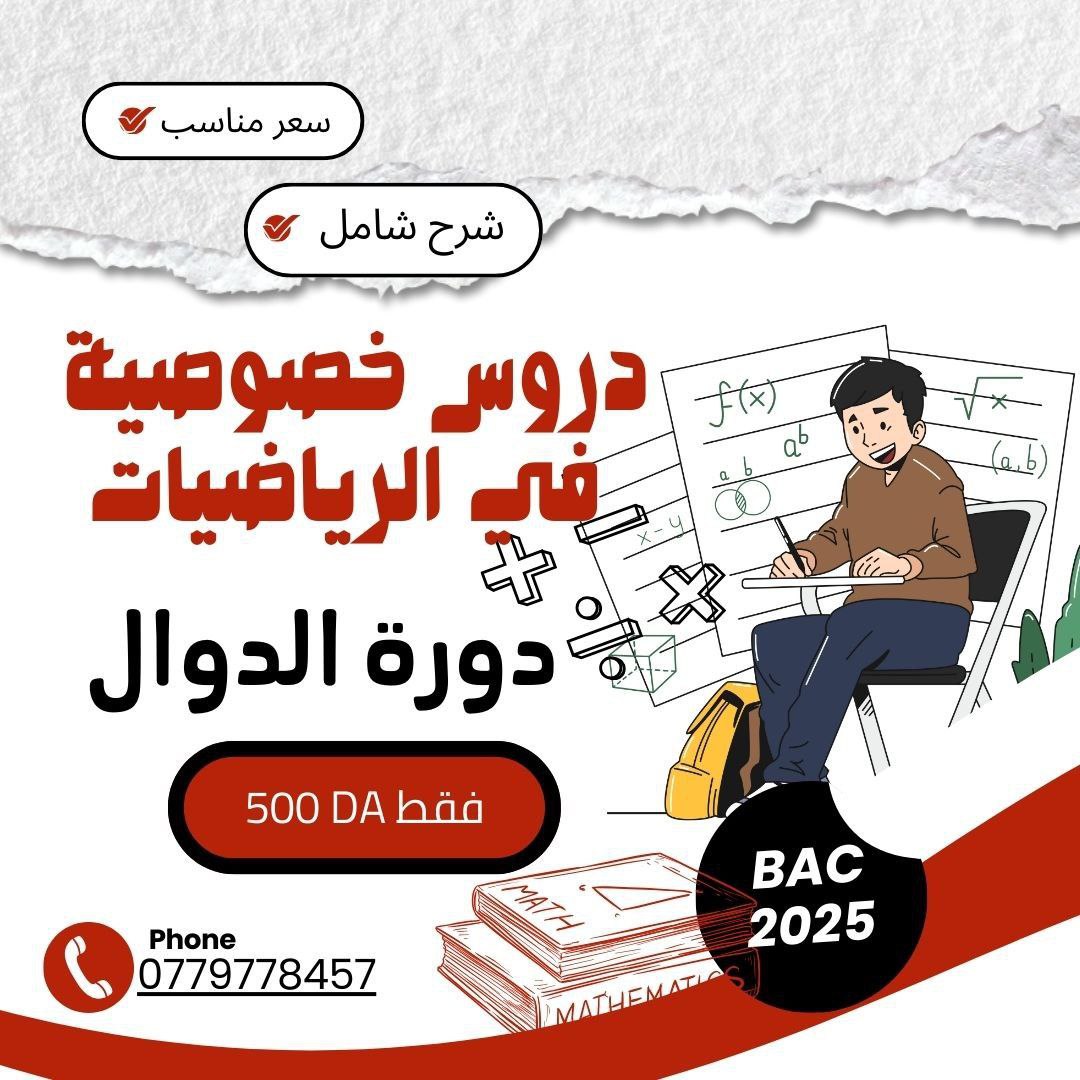 سعر مناسب
شرح شامل
دروس خصوصية
في الرياضيات
دورة الدوال
فقط 500 DA
f(x)
√x
a^b
(a,b)
a b
x-y
BAC
2025
MATH
MATHEMATICS
Phone
0779778457